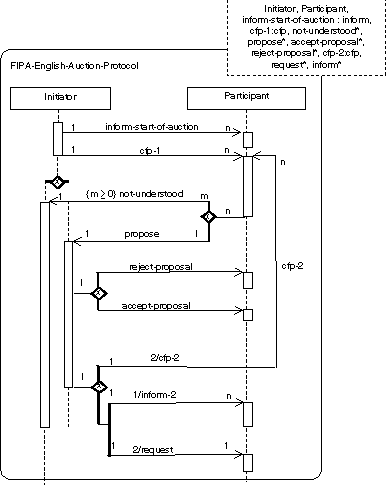 Initiator, Participant,
inform-start-of-action : inform,
cfp-1:cfp, not-understood*,
propose*, accept-proposal*,
reject-proposal*, cfp-2:cfp,
request*, inform*
FIPA-English-Auction-Protocol
Initiator
Participant
1 inform-start-of-auction n
1 cfp-1 n
n
{m ≥ 0} not-understood
1 m
n
1 propose l
cfp-2
reject-proposal
l
accept-proposal
1 2/cfp-2
l
1 1/inform-2 n
1 2/request 1